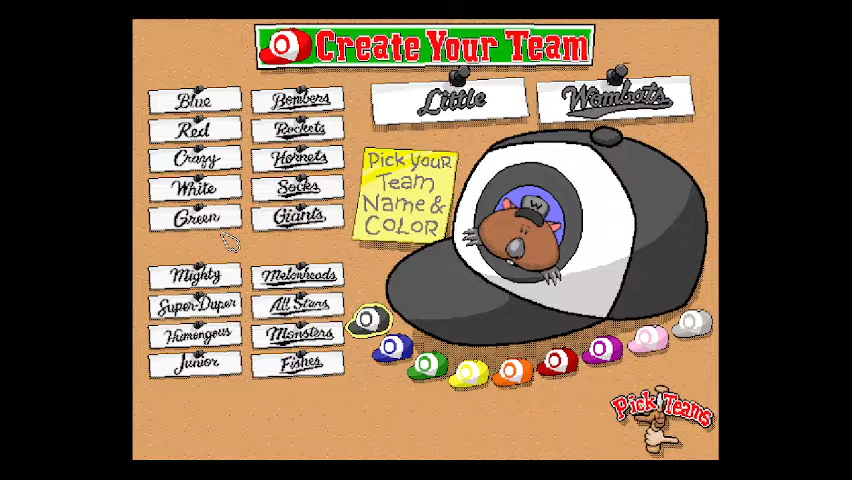 Create Your Team
Little Wombats
Blue Bombers
Red Rockets
Crazy Hornets
White Socks
Green Giants
Pick your
Team
Name &
Color
W
Mighty Melonheads
Super-Duper All Stars
Humongous Monsters
Junior Fishes
Pick Teams